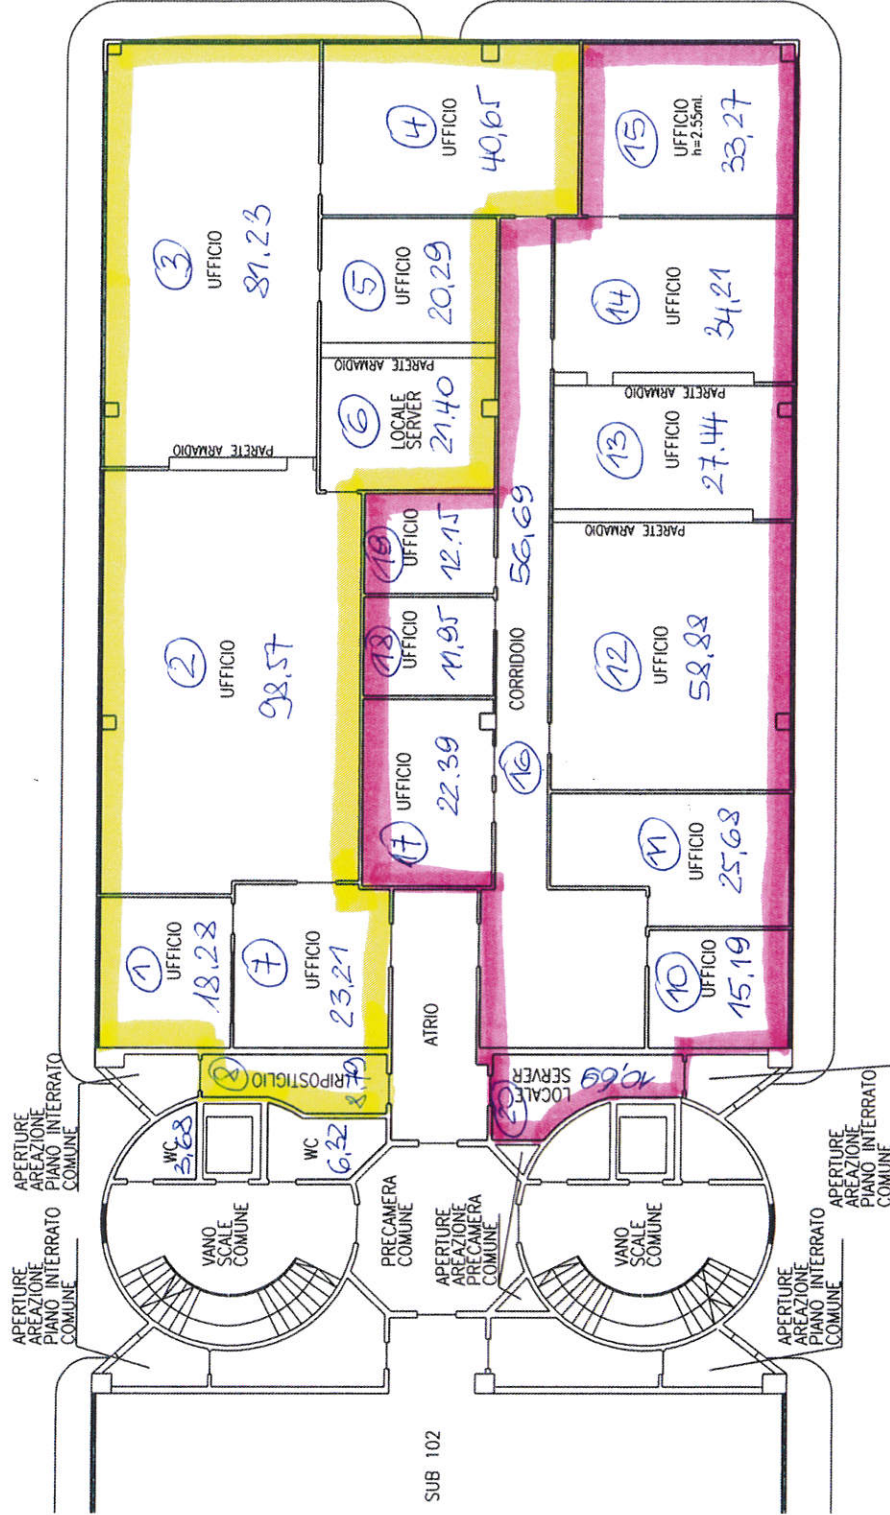 APERTURE
AREAZIONE
PIANO INTERRATO
COMUNE
APERTURE
AREAZIONE
PIANO INTERRATO
COMUNE
1
UFFICIO
18.28
2
UFFICIO
98,57
PARETE ARMADIO
3
UFFICIO
81.23
4
UFFICIO
40,65
5
UFFICIO
20,29
PARETE ARMADIO
6
LOCALE
SERVER
21.40
7
UFFICIO
23,21
8
RIPOSTIGLIO
8.79
WC
3,68
WC
6,32
VANO
SCALE
COMUNE
PRECAMERA
COMUNE
ATRIO
APERTURE
AREAZIONE
PRECAMERA
COMUNE
SUB 102
17
UFFICIO
22.39
18
UFFICIO
11,95
19
UFFICIO
12.15
16
CORRIDOIO
56,69
LOCALE
SERVER
10,69
10
UFFICIO
15,19
11
UFFICIO
25,68
12
UFFICIO
58,88
PARETE ARMADIO
13
UFFICIO
27.44
PARETE ARMADIO
14
UFFICIO
34,21
15
UFFICIO
h=2.55ml.
33,27
VANO
SCALE
COMUNE
APERTURE
AREAZIONE
PIANO INTERRATO
COMUNE
APERTURE
AREAZIONE
PIANO INTERRATO
COMUNE